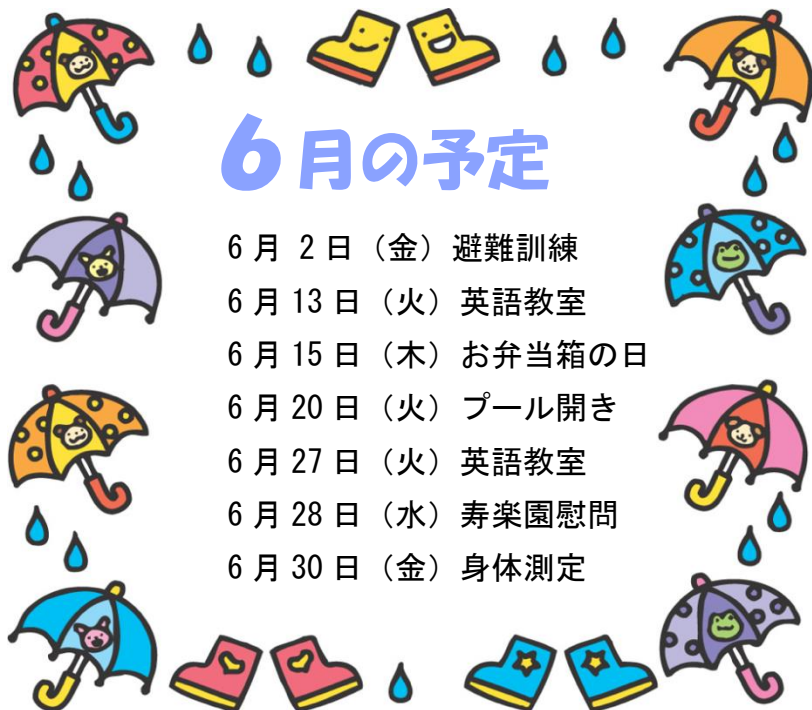 6月の予定
6月 2日（金）避難訓練
6月13日（火）英語教室
6月15日（木）お弁当箱の日
6月20日（火）プール開き
6月27日（火）英語教室
6月28日（水）寿楽園慰問
6月30日（金）身体測定